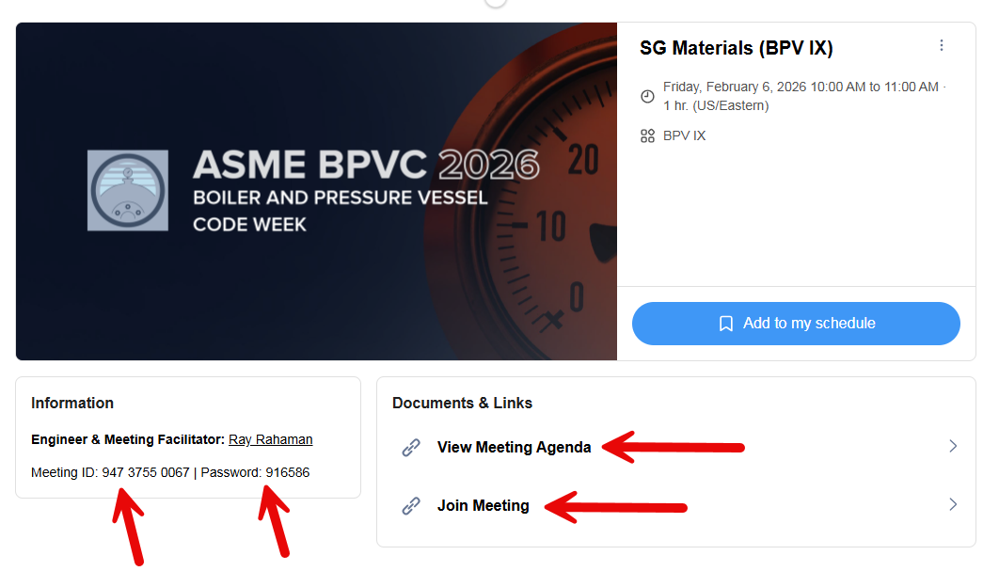 SG Materials (BPV IX)
Friday, February 6, 2026 10:00 AM to 11:00 AM ·
1 hr. (US/Eastern)
BPV IX
ASME BPVC 2026
BOILER AND PRESSURE VESSEL
CODE WEEK
20
10
0
Add to my schedule
Information
Engineer & Meeting Facilitator: Ray Rahaman
Meeting ID: 947 3755 0067 | Password: 916586
Documents & Links
View Meeting Agenda
Join Meeting